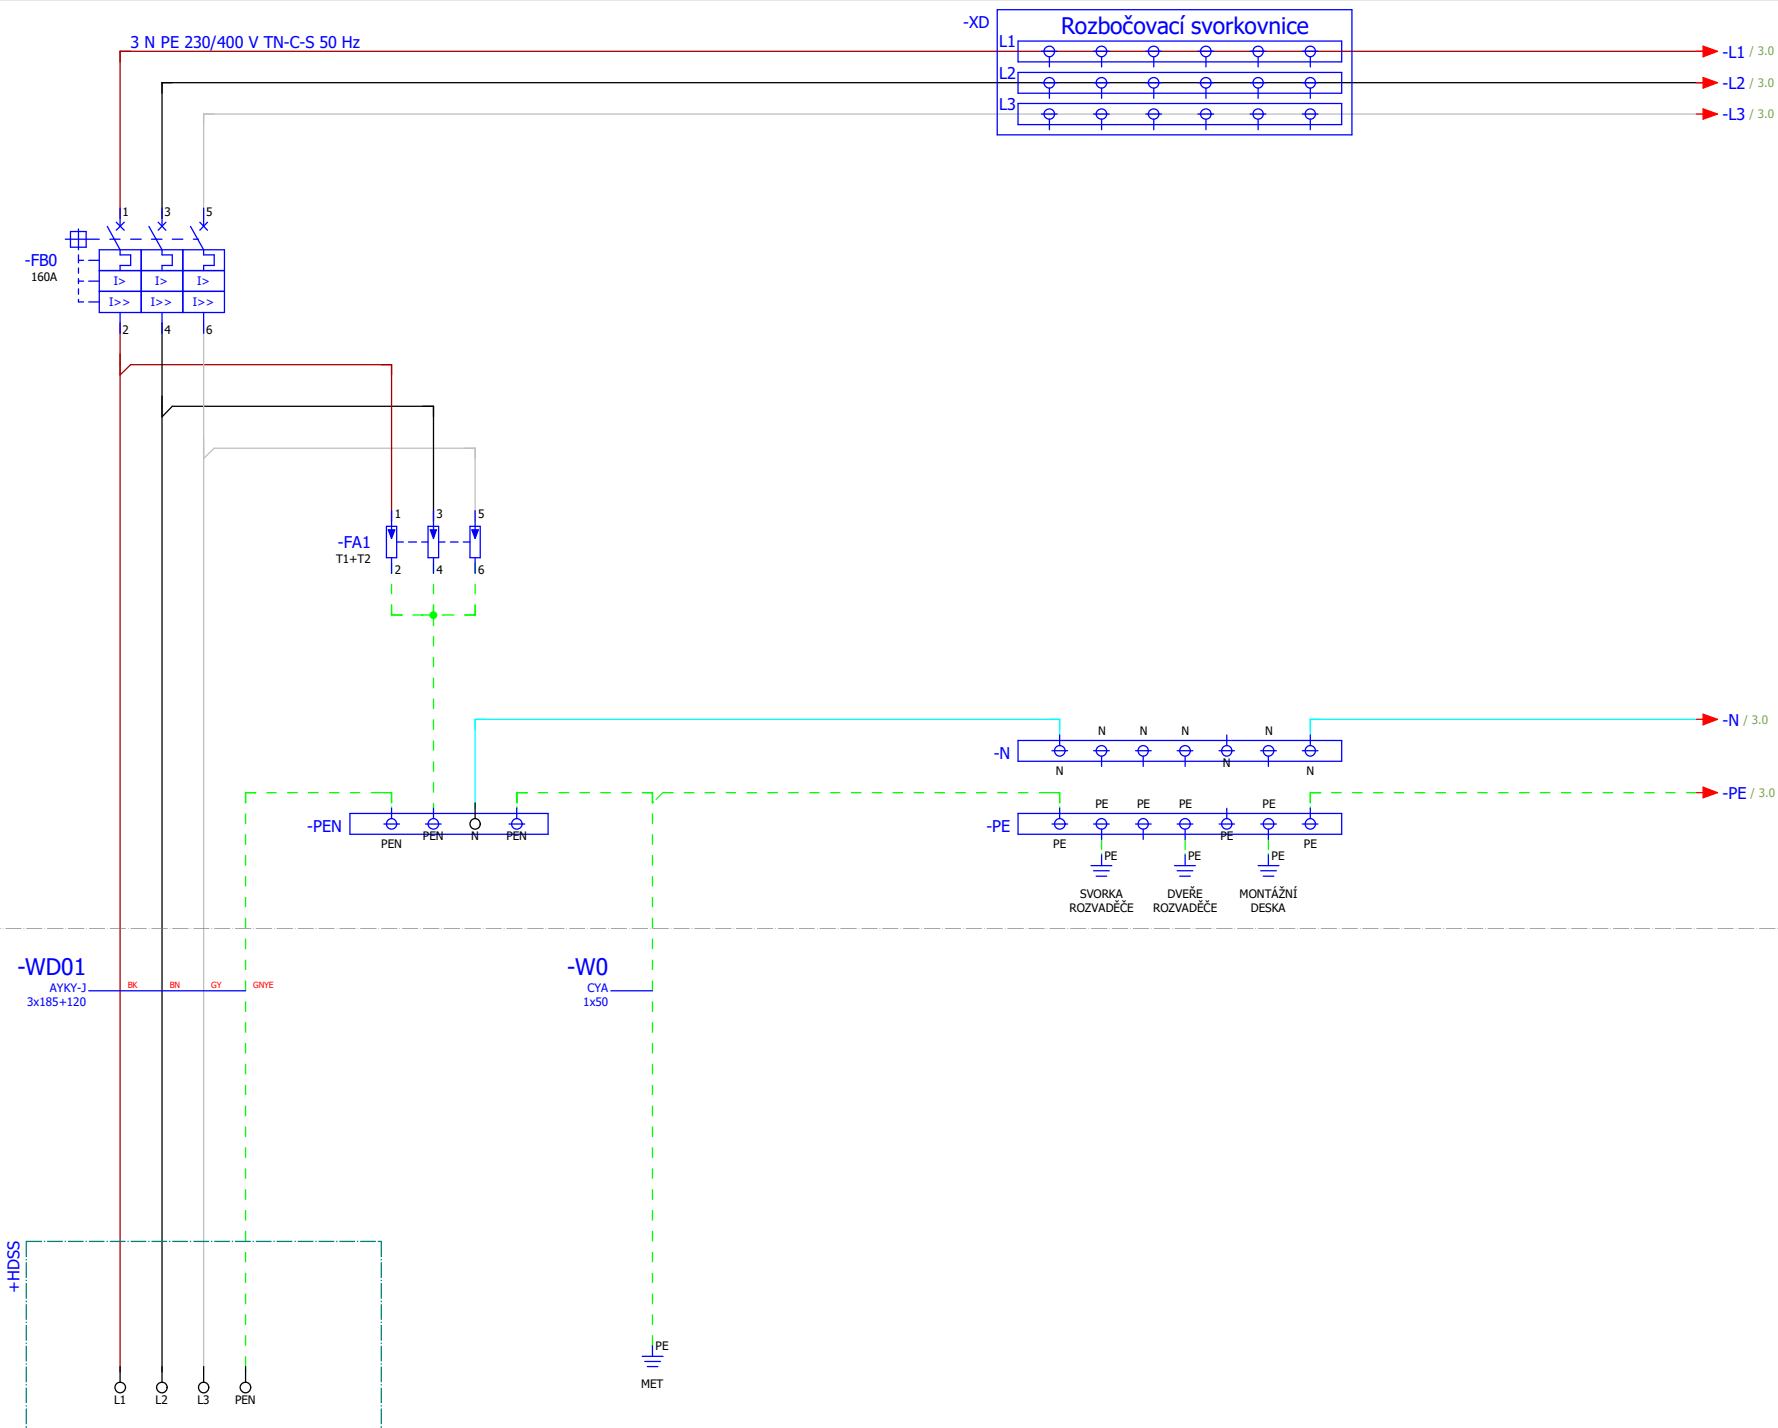 -XD
Rozbočovací svorkovnice
3 N PE 230/400 V TN-C-S 50 Hz
L1
-L1 / 3.0
L2
-L2 / 3.0
L3
-L3 / 3.0
1 3 5
-FB0
160A
I> I> I>
I>> I>> I>>
2 4 6
1 3 5
-FA1
T1+T2
2 4 6
-N / 3.0
N N N N
-N
N N N
-PE / 3.0
PE PE PE PE
-PEN
PEN N PEN
PEN
-PE
PE PE PE
PE PE PE
SVORKA
ROZVADĚČE
DVEŘE
ROZVADĚČE
MONTÁŽNÍ
DESKA
-WD01
AYKY-J
3x185+120
BK BN GY GNYE
-W0
CYA
1x50
+HDSS
PE
MET
L1 L2 L3 PEN